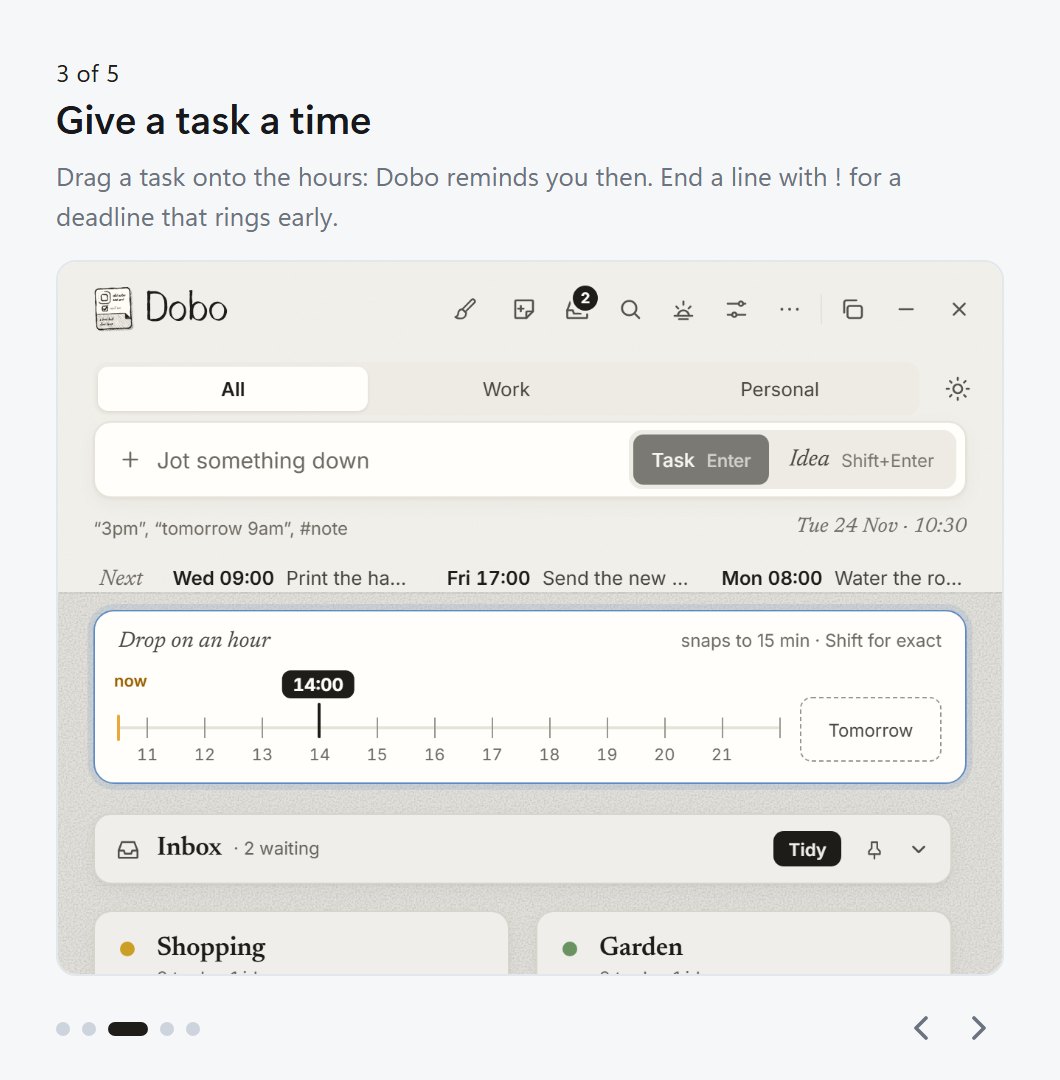 3 of 5
Give a task a time
Drag a task onto the hours: Dobo reminds you then. End a line with ! for a
deadline that rings early.
Dobo
2
All Work Personal
Jot something down Task Enter Idea Shift+Enter
“3pm”, “tomorrow 9am”, #note Tue 24 Nov · 10:30
Next Wed 09:00 Print the ha... Fri 17:00 Send the new ... Mon 08:00 Water the ro...
Drop on an hour snaps to 15 min · Shift for exact
now 14:00
11 12 13 14 15 16 17 18 19 20 21 Tomorrow
Inbox · 2 waiting Tidy
Shopping Garden